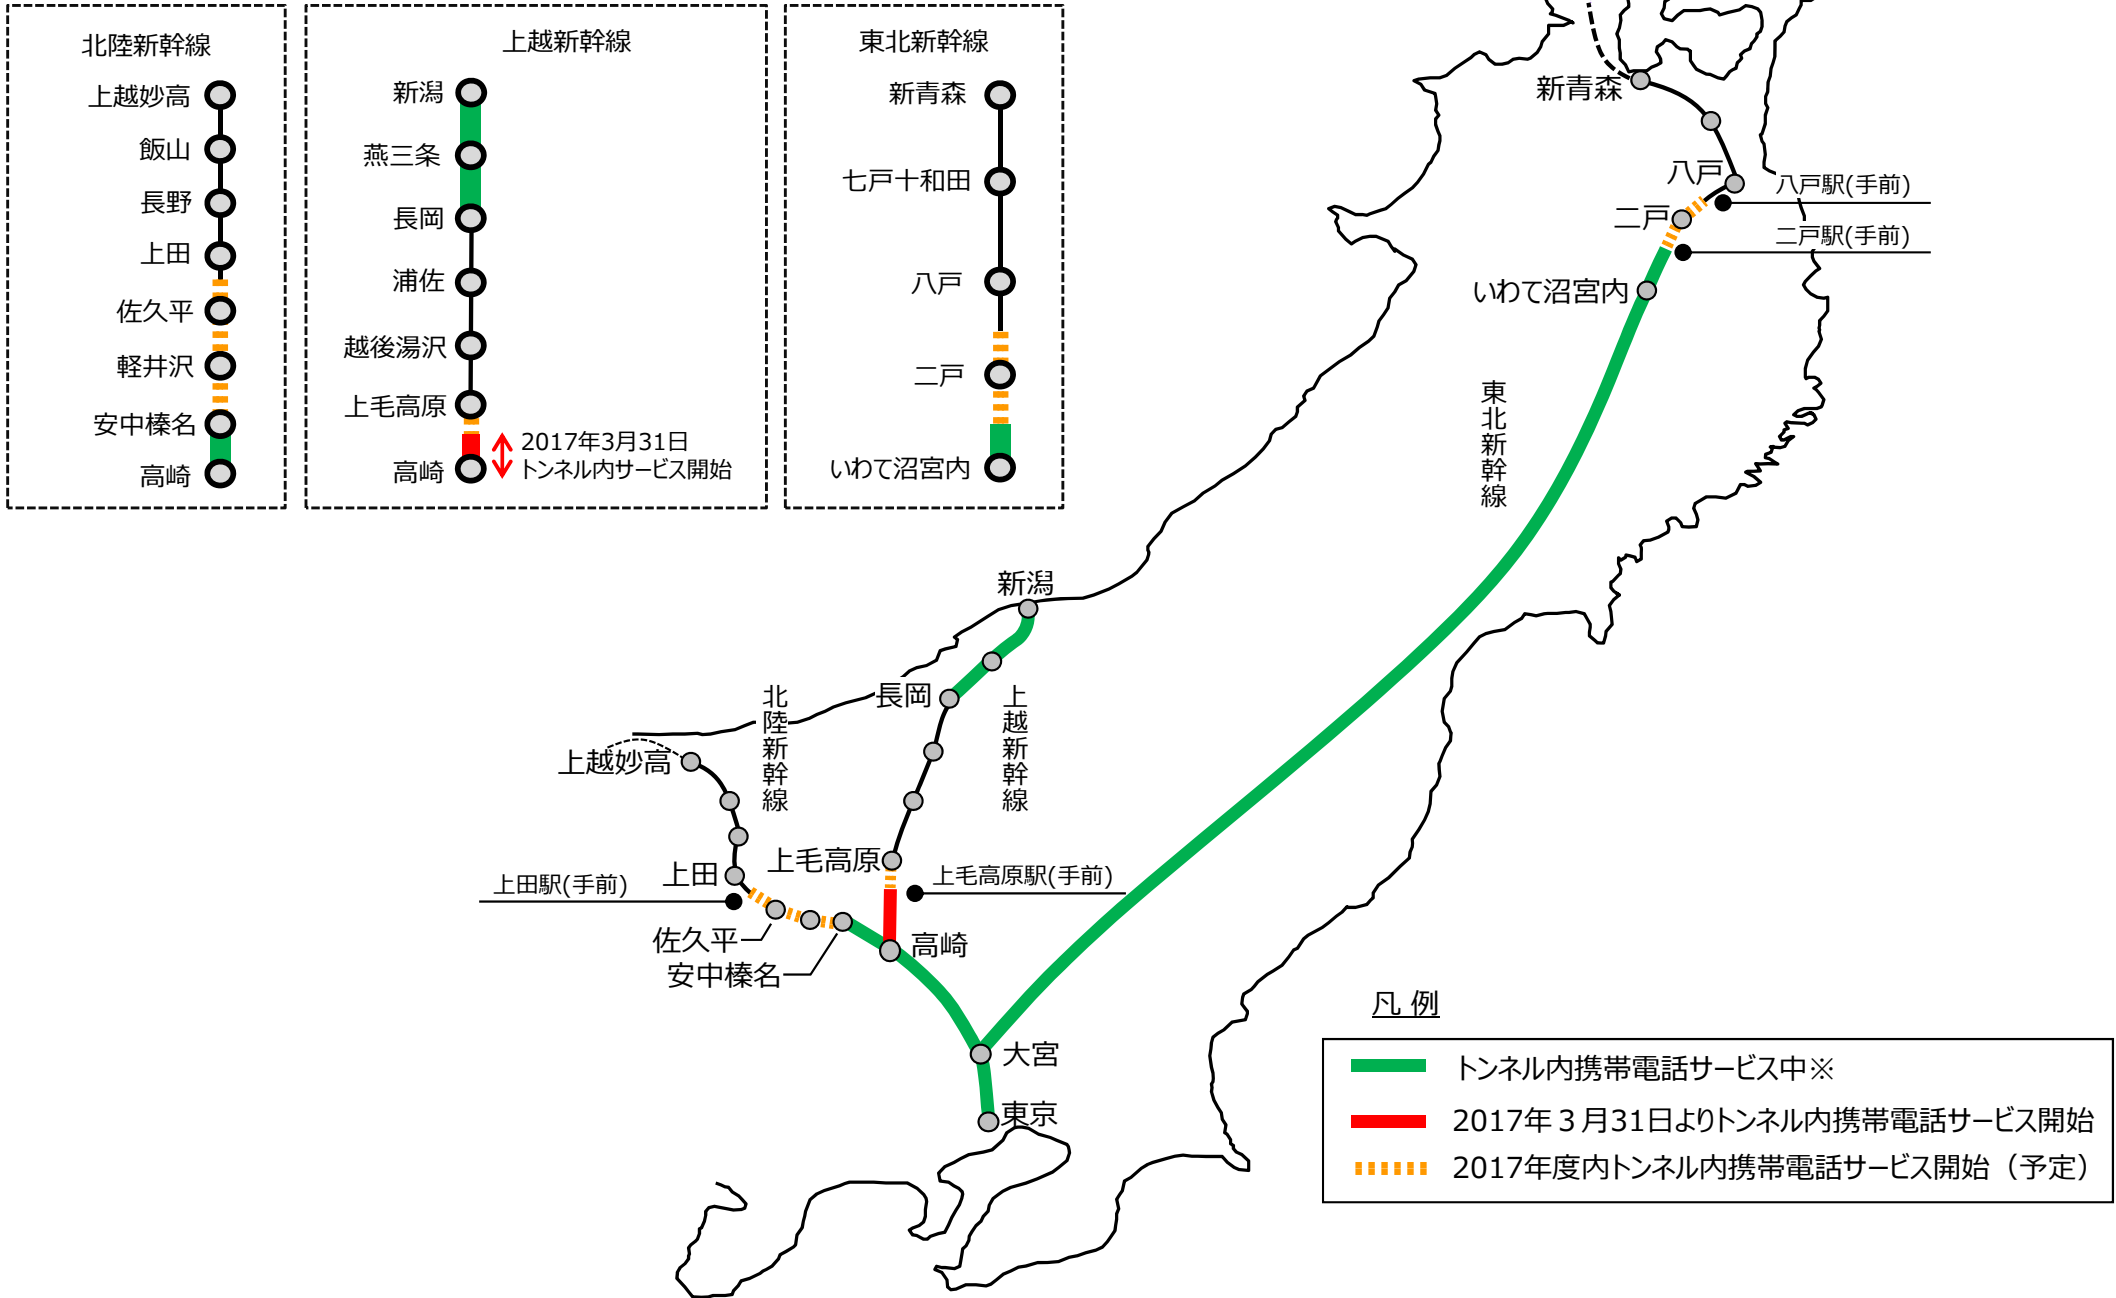 北陸新幹線
上越妙高
飯山
長野
上田
佐久平
軽井沢
安中榛名
高崎
上越新幹線
新潟
燕三条
長岡
浦佐
越後湯沢
上毛高原
高崎
2017年3月31日
トンネル内サービス開始
東北新幹線
新青森
七戸十和田
八戸
二戸
いわて沼宮内
新青森
八戸
八戸駅(手前)
二戸
二戸駅(手前)
いわて沼宮内
東北新幹線
新潟
長岡
北陸新幹線
上越新幹線
上越妙高
上毛高原
上田
上毛高原駅(手前)
上田駅(手前)
佐久平
高崎
安中榛名
大宮
東京
凡 例
トンネル内携帯電話サービス中※
2017年３月31日よりトンネル内携帯電話サービス開始
2017年度内トンネル内携帯電話サービス開始（予定）